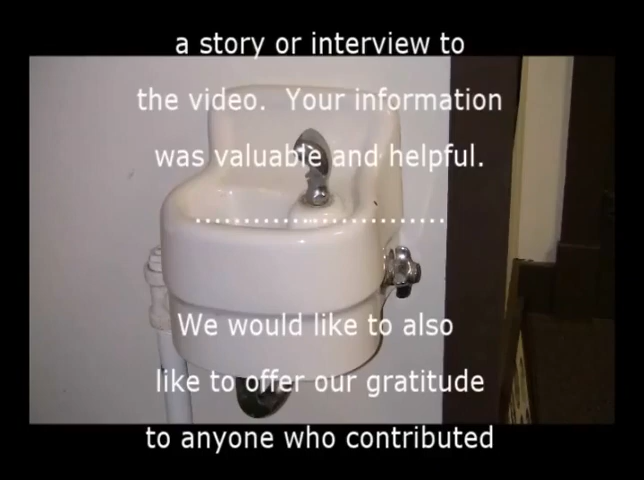 a story or interview to
the video.  Your information
was valuable and helpful.
..............................
We would like to also
like to offer our gratitude
to anyone who contributed